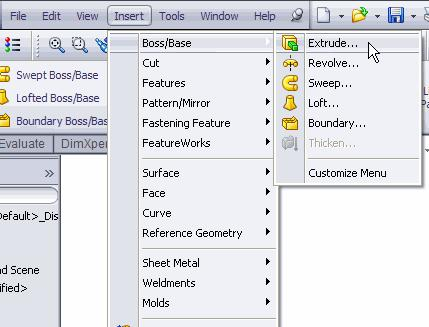 File Edit View Insert Tools Window Help
Boss/Base
Extrude...
Cut
Revolve...
Swept Boss/Base
Features
Sweep...
Lofted Boss/Base
Pattern/Mirror
Loft...
Boundary Boss/Bas
Fastening Feature
Boundary...
Evaluate DimXper
FeatureWorks
Thicken...
Surface
Customize Menu
Face
Default>_Dis
Curve
Reference Geometry
Sheet Metal
nd Scene
Weldments
ified>
Molds